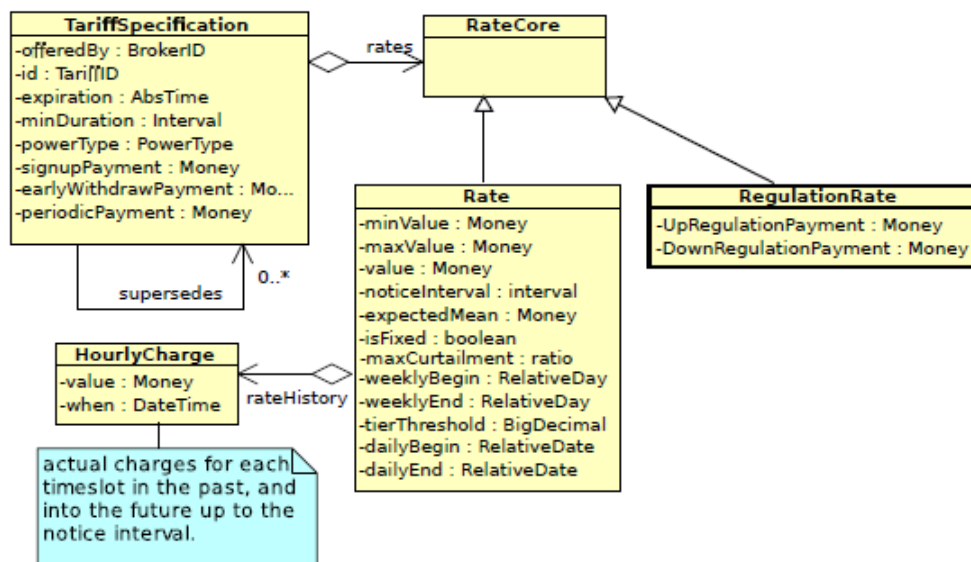 TariffSpecification
-offeredBy : BrokerID
-id : TariffID
-expiration : AbsTime
-minDuration : Interval
-powerType : PowerType
-signupPayment : Money
-earlyWithdrawPayment : Mo...
-periodicPayment : Money
rates
RateCore
supersedes
0..*
Rate
-minValue : Money
-maxValue : Money
-value : Money
-noticeInterval : interval
-expectedMean : Money
-isFixed : boolean
-maxCurtailment : ratio
-weeklyBegin : RelativeDay
-weeklyEnd : RelativeDay
-tierThreshold : BigDecimal
-dailyBegin : RelativeDate
-dailyEnd : RelativeDate
RegulationRate
-UpRegulationPayment : Money
-DownRegulationPayment : Money
HourlyCharge
-value : Money
-when : DateTime
rateHistory
actual charges for each
timeslot in the past, and
into the future up to the
notice interval.